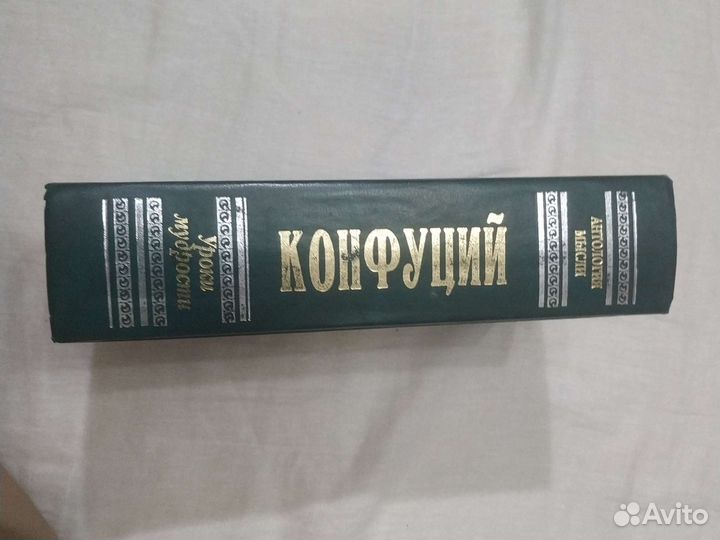 АНТОЛОГИЯ
МЫСЛИ
КОНФУЦИЙ
Уроки
мудрости
Avito